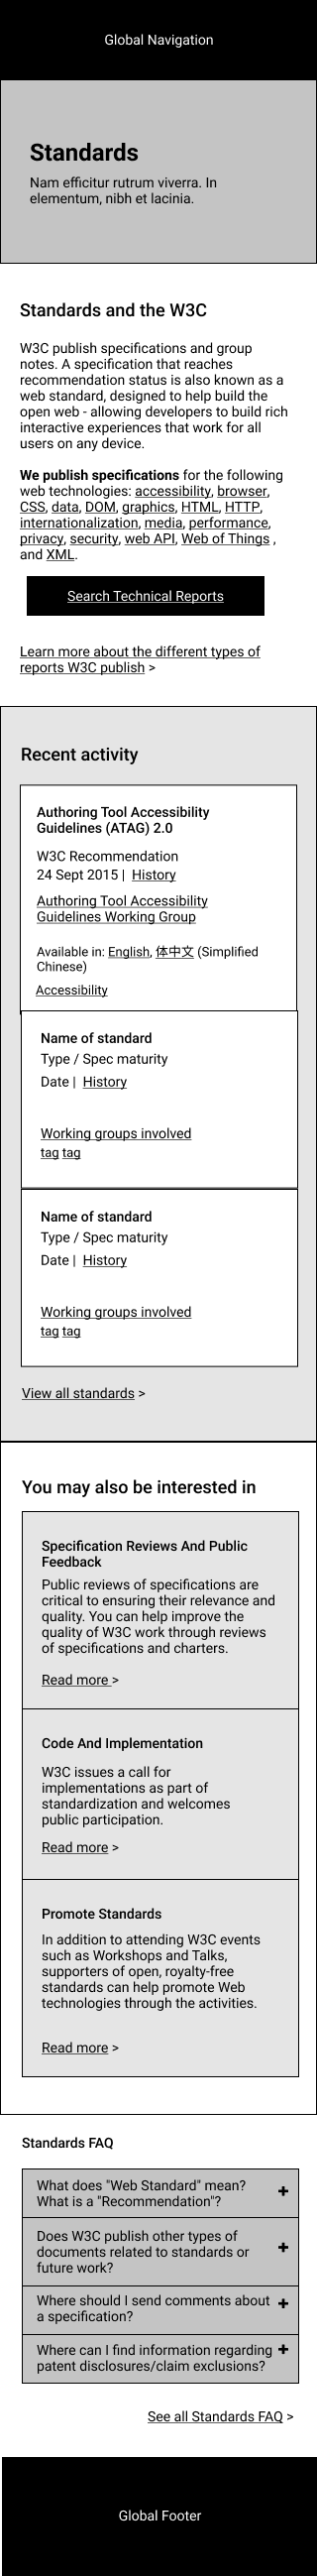 Global Navigation
Standards
Nam efficitur rutrum viverra. In
elementum, nibh et lacinia.
Standards and the W3C
W3C publish specifications and group
notes. A specification that reaches
recommendation status is also known as a
web standard, designed to help build the
open web - allowing developers to build rich
interactive experiences that work for all
users on any device.
We publish specifications for the following
web technologies: accessibility, browser,
CSS, data, DOM, graphics, HTML, HTTP,
internationalization, media, performance,
privacy, security, web API, Web of Things ,
and XML.
Search Technical Reports
Learn more about the different types of
reports W3C publish >
Recent activity
Authoring Tool Accessibility
Guidelines (ATAG) 2.0
W3C Recommendation
24 Sept 2015 | History
Authoring Tool Accessibility
Guidelines Working Group
Available in: English, 体中文 (Simplified
Chinese)
Accessibility
Name of standard
Type / Spec maturity
Date | History
Working groups involved
tag tag
Name of standard
Type / Spec maturity
Date | History
Working groups involved
tag tag
View all standards >
You may also be interested in
Specification Reviews And Public
Feedback
Public reviews of specifications are
critical to ensuring their relevance and
quality. You can help improve the
quality of W3C work through reviews
of specifications and charters.
Read more >
Code And Implementation
W3C issues a call for
implementations as part of
standardization and welcomes
public participation.
Read more >
Promote Standards
In addition to attending W3C events
such as Workshops and Talks,
supporters of open, royalty-free
standards can help promote Web
technologies through the activities.
Read more >
Standards FAQ
What does "Web Standard" mean?
What is a "Recommendation"?
Does W3C publish other types of
documents related to standards or
future work?
Where should I send comments about
a specification?
Where can I find information regarding
patent disclosures/claim exclusions?
See all Standards FAQ >
Global Footer